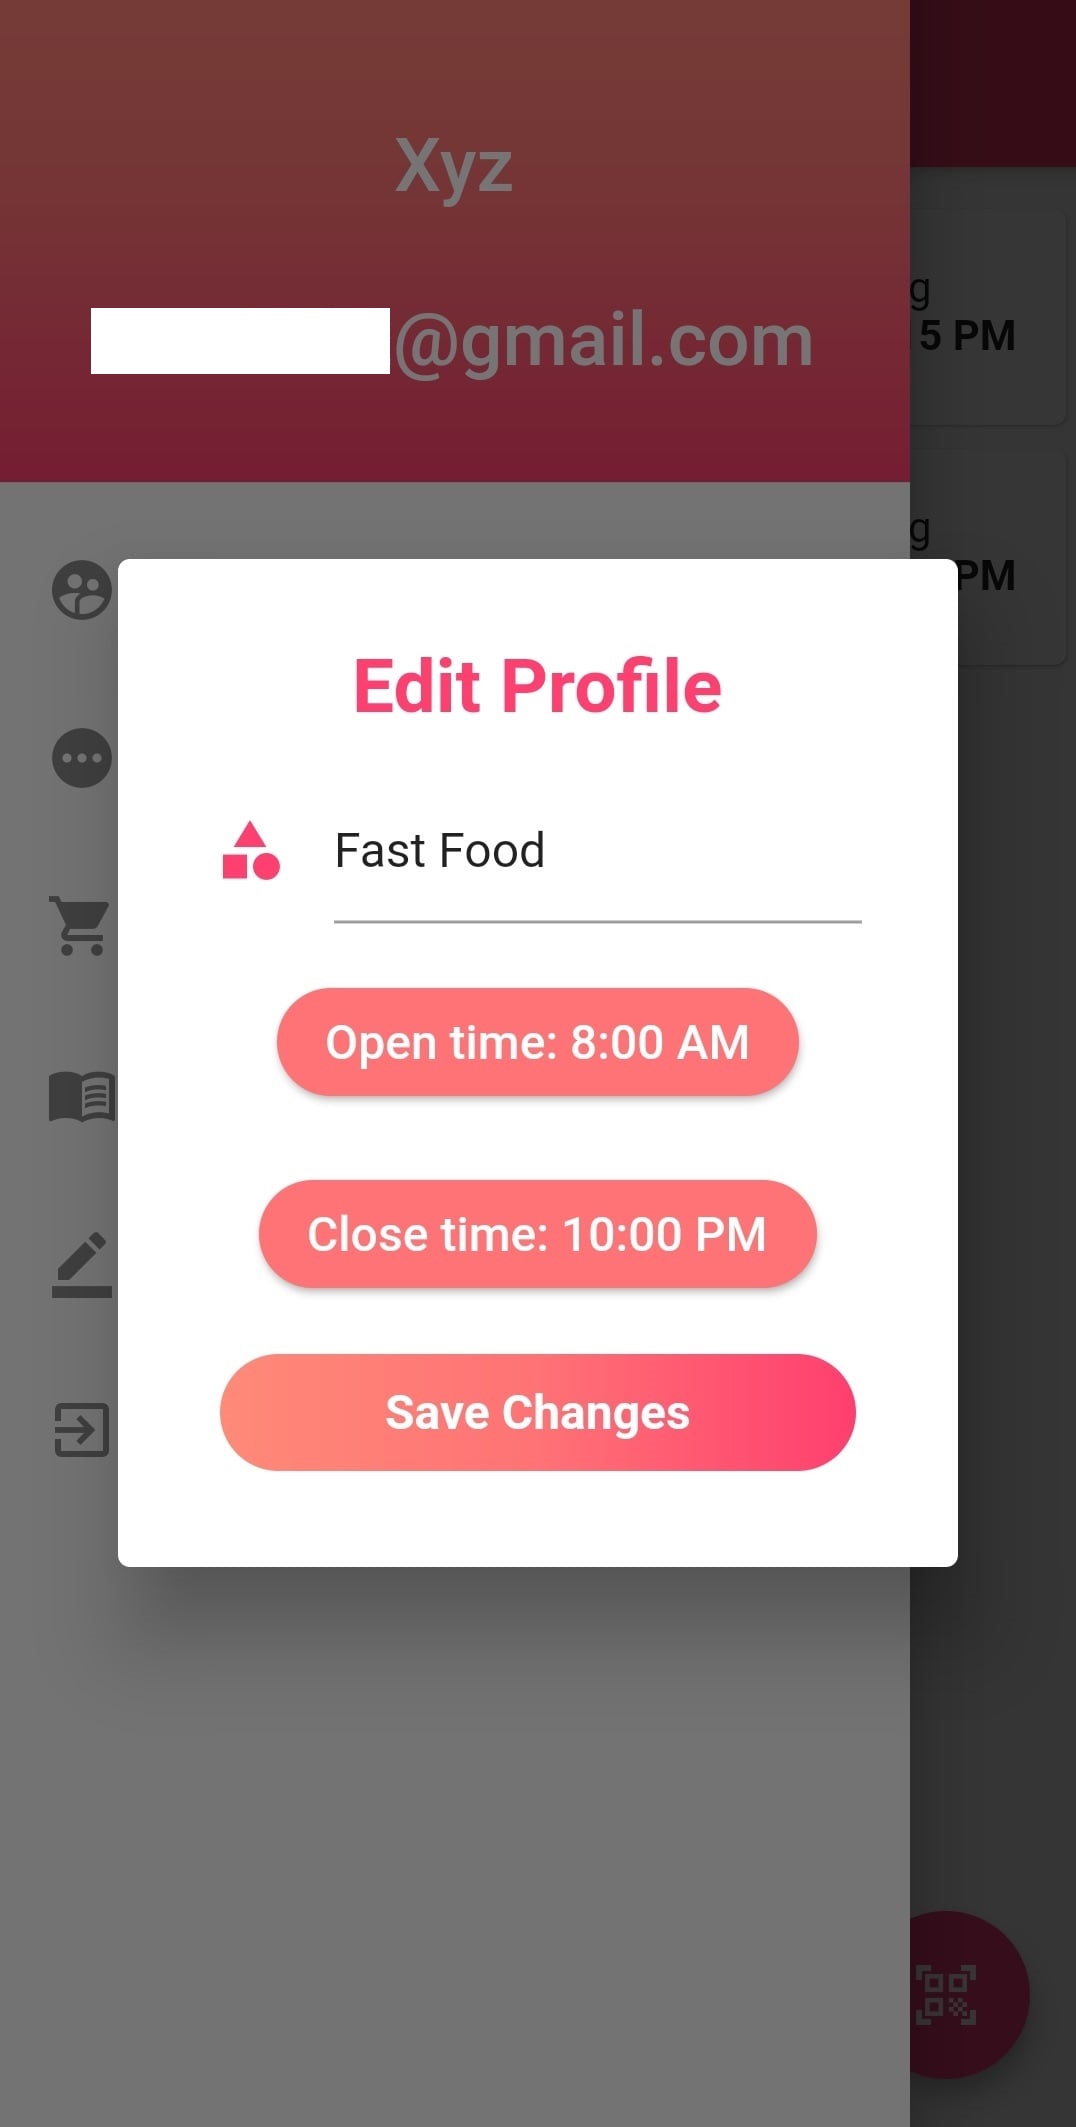 Xyz
@gmail.com
g
5 PM
g
PM
Edit Profile
Fast Food
Open time: 8:00 AM
Close time: 10:00 PM
Save Changes